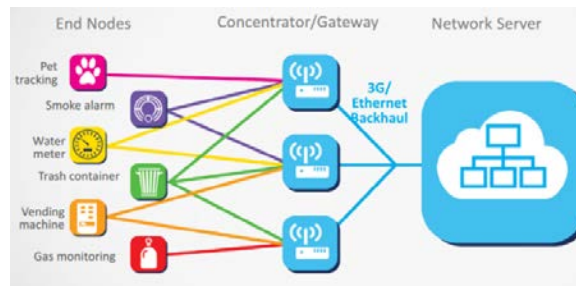 End Nodes
Concentrator/Gateway
Network Server
Pet
tracking
Smoke alarm
Water
meter
Trash container
Vending
machine
Gas monitoring
3G/
Ethernet
Backhaul